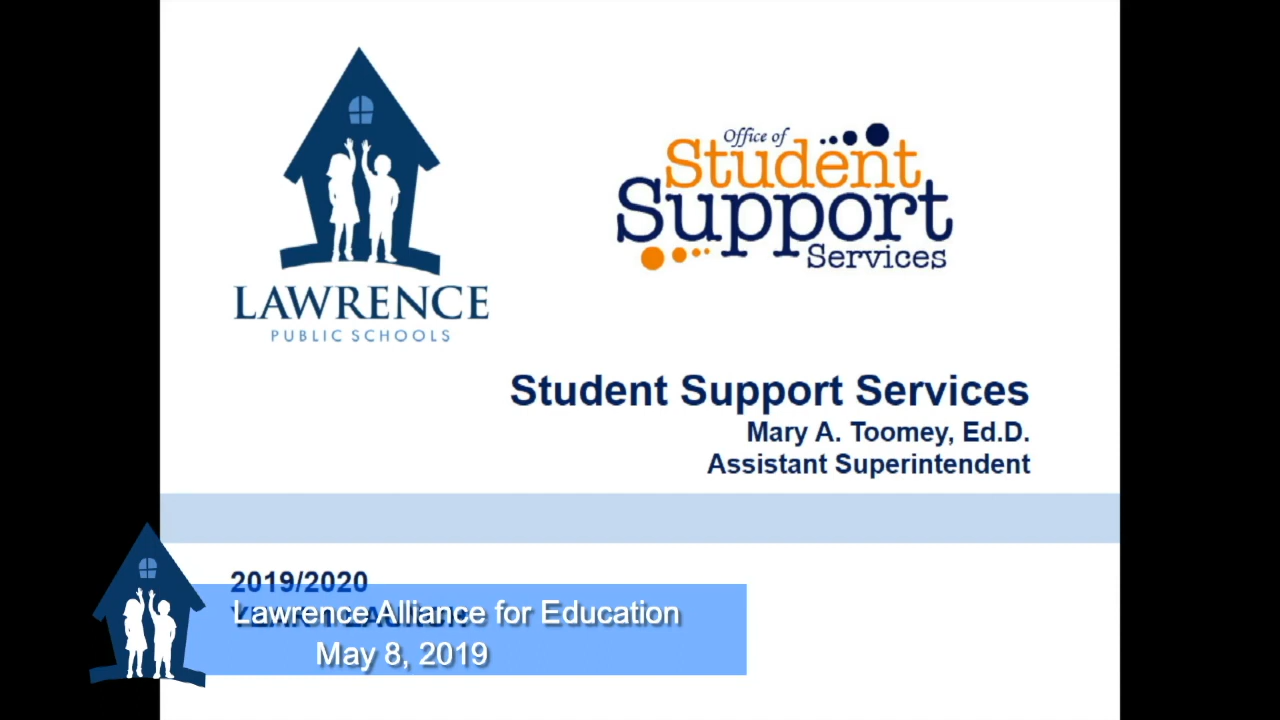 Office of
Student
Support
Services
LAWRENCE
PUBLIC SCHOOLS
Student Support Services
Mary A. Toomey, Ed.D.
Assistant Superintendent
2019/2020
Lawrence Alliance for Education
May 8, 2019